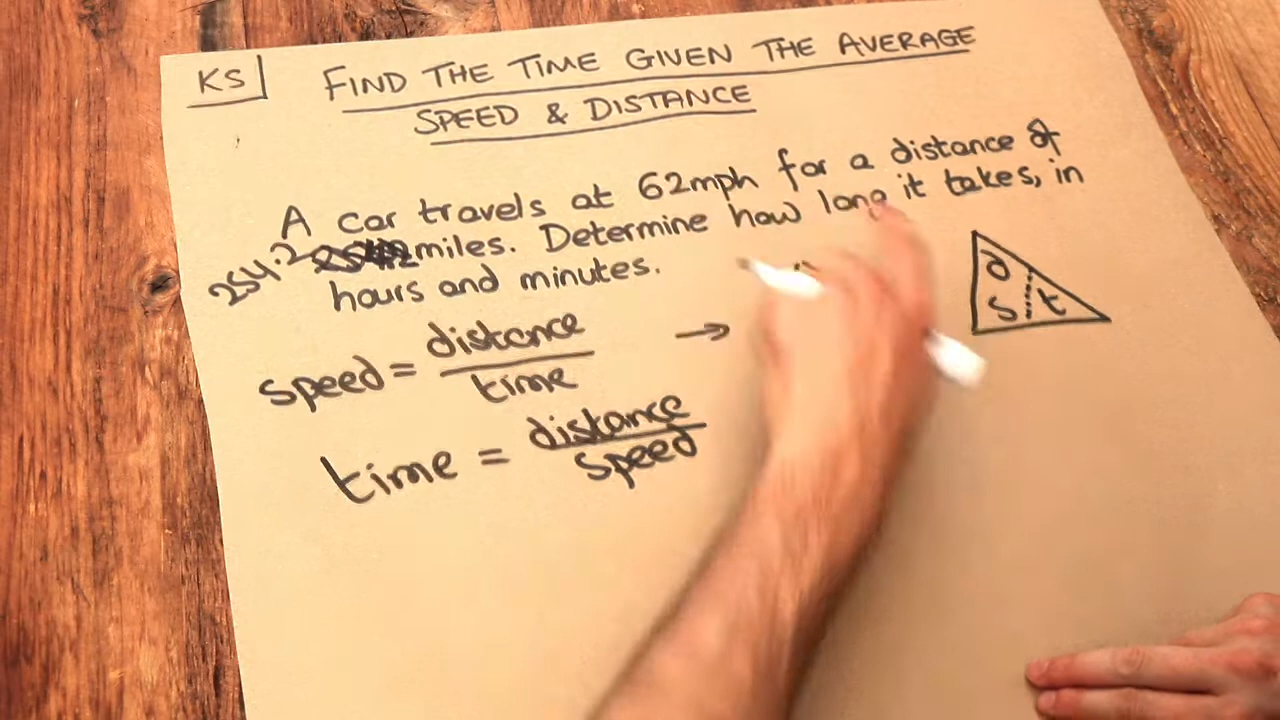 KS
FIND THE TIME GIVEN THE AVERAGE
SPEED & DISTANCE
A car travels at 62mph for a distance of
254.2 miles. Determine how long it takes, in
hours and minutes.
speed = distance
time
→
d
s t
time = distance
speed